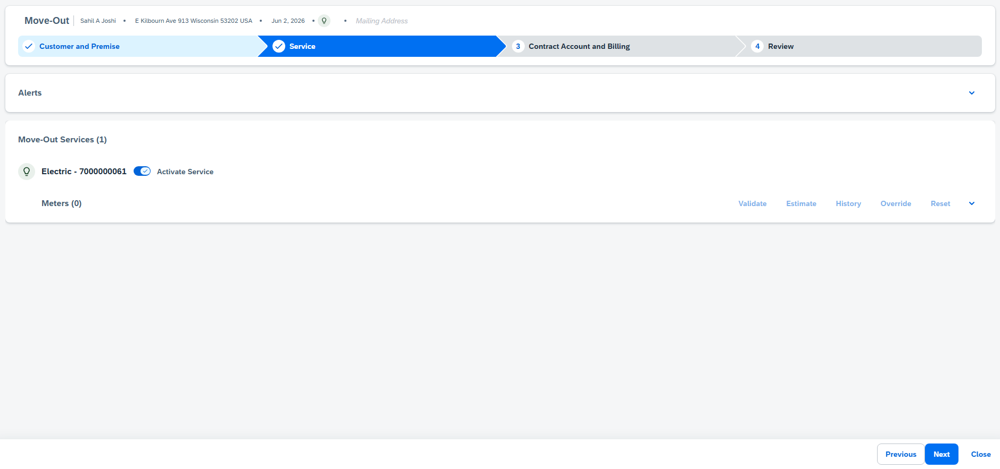 Move-Out Sahil A Joshi • E Kilbourn Ave 913 Wisconsin 53202 USA • Jun 2, 2026 • • Mailing Address
Customer and Premise Service 3 Contract Account and Billing 4 Review
Alerts
Move-Out Services (1)
Electric - 7000000061 Activate Service
Meters (0) Validate Estimate History Override Reset
Previous Next Close